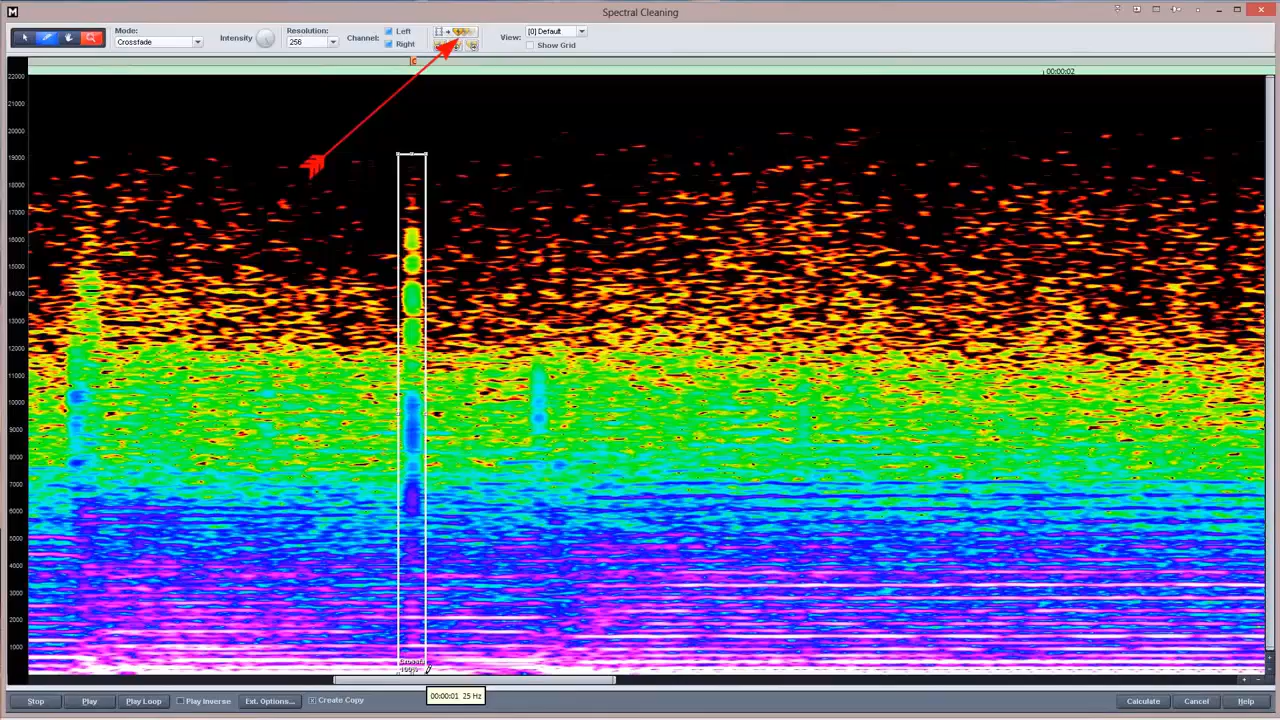 M
Spectral Cleaning
Mode:
Crossfade
Intensity
Resolution:
256
Channel:
Left
Right
View:
[0] Default
Show Grid
00:00:02
22000
21000
20000
19000
18000
17000
16000
15000
14000
13000
12000
11000
10000
9000
8000
7000
6000
5000
4000
3000
2000
1000
100%
00:00:01 25 Hz
Stop
Play
Play Loop
Play Inverse
Ext. Options...
Create Copy
Calculate
Cancel
Help